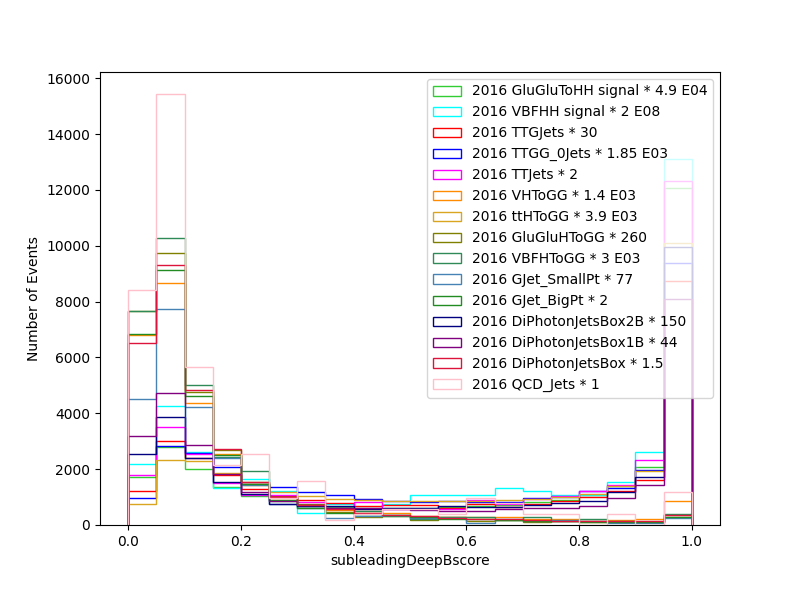 16000
14000
12000
10000
8000
6000
4000
2000
0
Number of Events
0.0
0.2
0.4
0.6
0.8
1.0
subleadingDeepBscore
2016 GluGluToHH signal * 4.9 E04
2016 VBFHH signal * 2 E08
2016 TTGJets * 30
2016 TTGG_0Jets * 1.85 E03
2016 TTJets * 2
2016 VHToGG * 1.4 E03
2016 ttHToGG * 3.9 E03
2016 GluGluHToGG * 260
2016 VBFHToGG * 3 E03
2016 GJet_SmallPt * 77
2016 GJet_BigPt * 2
2016 DiPhotonJetsBox2B * 150
2016 DiPhotonJetsBox1B * 44
2016 DiPhotonJetsBox * 1.5
2016 QCD_Jets * 1